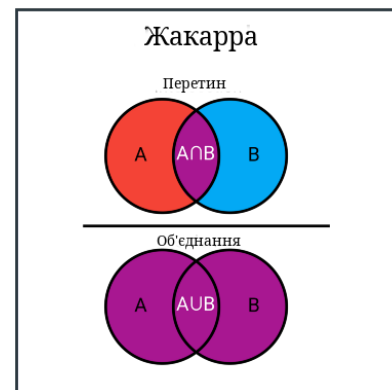 Жакарра
Перетин
A A∩B B
Об'єднання
A A∪B B